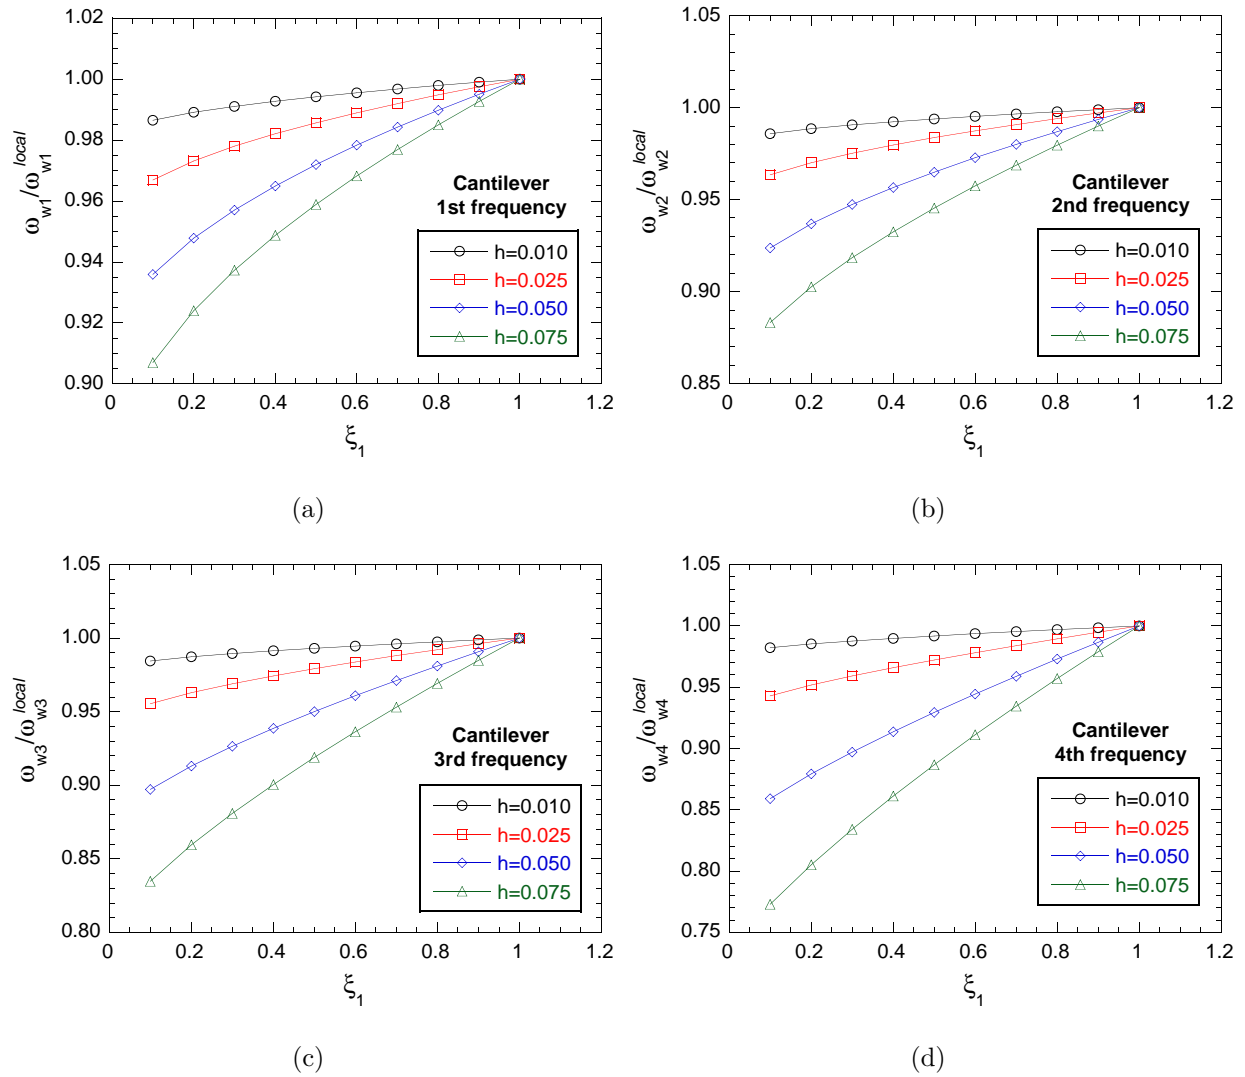 1.02
1.00
0.98
0.96
0.94
0.92
0.90
0
0.2
0.4
0.6
0.8
1
1.2
ω_w1/ω_w1^local
ξ_1
Cantilever
1st frequency
h=0.010
h=0.025
h=0.050
h=0.075
(a)
1.05
1.00
0.95
0.90
0.85
0
0.2
0.4
0.6
0.8
1
1.2
ω_w2/ω_w2^local
ξ_1
Cantilever
2nd frequency
h=0.010
h=0.025
h=0.050
h=0.075
(b)
1.05
1.00
0.95
0.90
0.85
0.80
0
0.2
0.4
0.6
0.8
1
1.2
ω_w3/ω_w3^local
ξ_1
Cantilever
3rd frequency
h=0.010
h=0.025
h=0.050
h=0.075
(c)
1.05
1.00
0.95
0.90
0.85
0.80
0.75
0
0.2
0.4
0.6
0.8
1
1.2
ω_w4/ω_w4^local
ξ_1
Cantilever
4th frequency
h=0.010
h=0.025
h=0.050
h=0.075
(d)